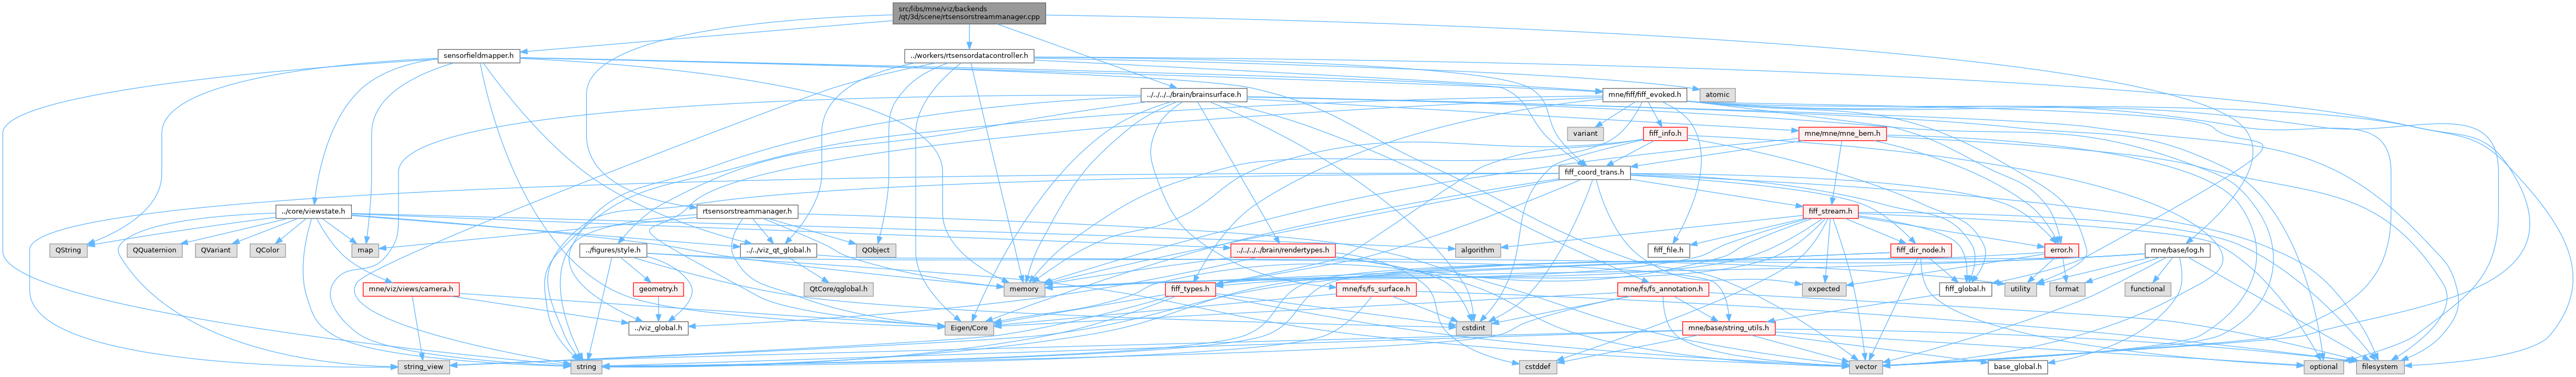 src/libs/mne/viz/backends
/qt/3d/scene/rtsensorstreammanager.cpp
sensorfieldmapper.h
../workers/rtsensordatacontroller.h
../../../../brain/brainsurface.h
mne/fiff/fiff_evoked.h
atomic
variant
fiff_info.h
mne/mne/mne_bem.h
fiff_coord_trans.h
../core/viewstate.h
rtsensorstreammanager.h
fiff_stream.h
QString
QQuaternion
QVariant
QColor
map
../../figures/style.h
../../viz_qt_global.h
QObject
algorithm
../../../../brain/rendertypes.h
fiff_file.h
fiff_dir_node.h
error.h
mne/base/log.h
mne/viz/views/camera.h
geometry.h
QtCore/qglobal.h
memory
fiff_types.h
mne/fs/fs_surface.h
mne/fs/fs_annotation.h
expected
fiff_global.h
utility
format
functional
../viz_global.h
Eigen/Core
cstdint
mne/base/string_utils.h
string_view
string
cstddef
vector
base_global.h
optional
filesystem